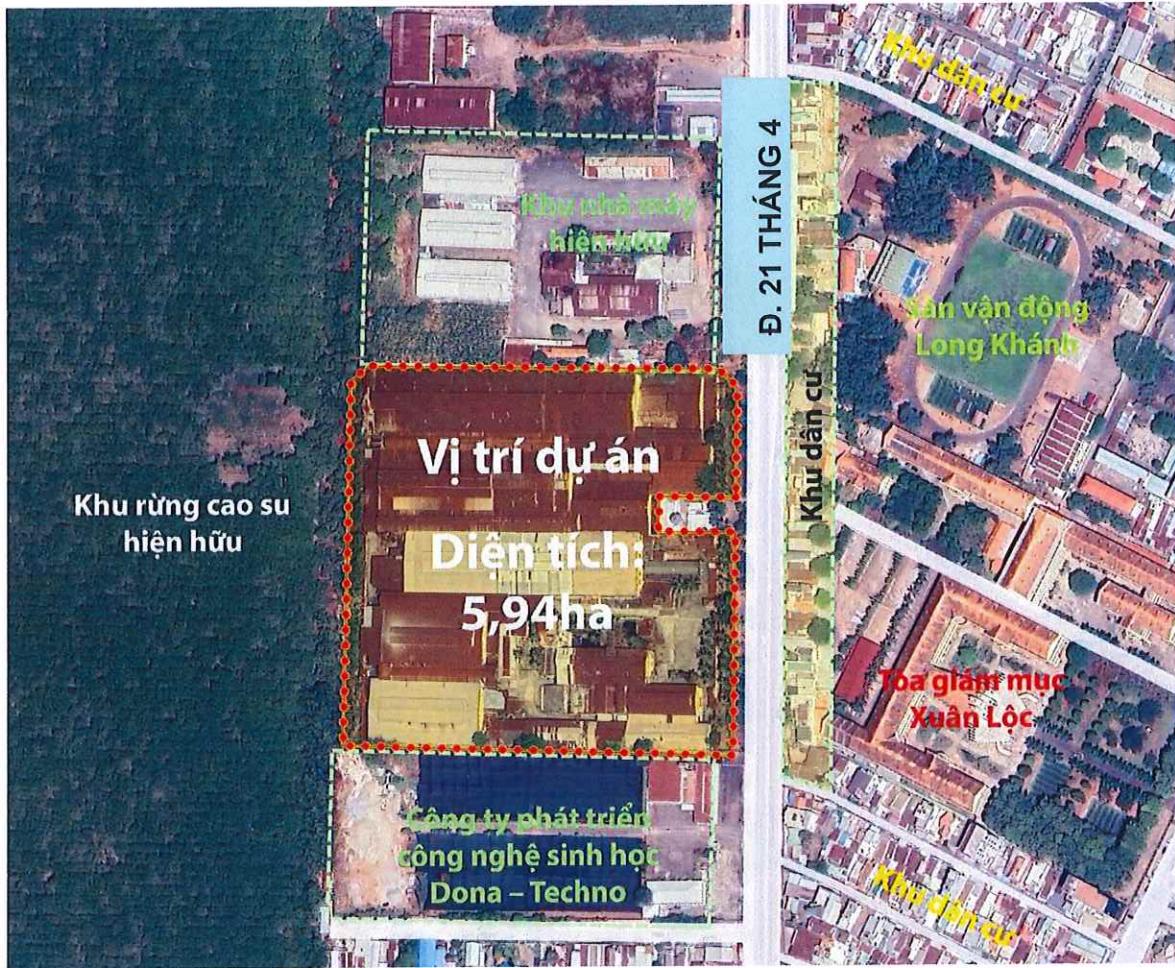 Khu dân cư
Đ. 21 THÁNG 4
Khu nhà máy
hiện hữu
Sân vận động
Long Khánh
Khu dân cư
Vị trí dự án
Diện tích:
5,94ha
Khu rừng cao su
hiện hữu
Tòa giám mục
Xuân Lộc
Công ty phát triển
công nghệ sinh học
Dona – Techno
Khu dân cư